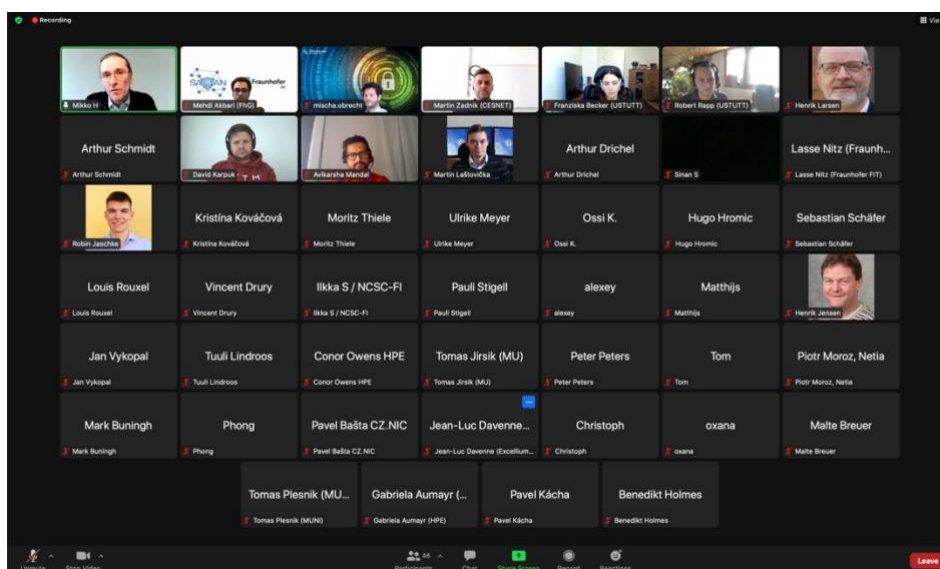 Recording
View
Mikko H
SAPPAN
Fraunhofer
Mehdi Akbari (FhG)
mischa.obrecht
Martin Zadnik (CESNET)
Franziska Becker (USTUTT)
Robert Rapp (USTUTT)
Henrik Larsen
Arthur Schmidt
Arthur Schmidt
David Karpuk
Avikarsha Mandal
Martin Laštovička
Arthur Drichel
Arthur Drichel
Sinan S
Lasse Nitz (Fraunh...
Lasse Nitz (Fraunhofer FIT)
Robin Jaschke
Kristína Kováčová
Kristína Kováčová
Moritz Thiele
Moritz Thiele
Ulrike Meyer
Ulrike Meyer
Ossi K.
Ossi K.
Hugo Hromic
Hugo Hromic
Sebastian Schäfer
Sebastian Schäfer
Louis Rouxel
Louis Rouxel
Vincent Drury
Vincent Drury
Ilkka S / NCSC-FI
Ilkka S / NCSC-FI
Pauli Stigell
Pauli Stigell
alexey
alexey
Matthijs
Matthijs
Henrik Jensen
Jan Vykopal
Jan Vykopal
Tuuli Lindroos
Tuuli Lindroos
Conor Owens HPE
Conor Owens HPE
Tomas Jirsik (MU)
Tomas Jirsik (MU)
Peter Peters
Peter Peters
Tom
Tom
Piotr Moroz, Netia
Piotr Moroz, Netia
Mark Buningh
Mark Buningh
Phong
Phong
Pavel Bašta CZ.NIC
Pavel Bašta CZ.NIC
Jean-Luc Davenne...
Jean-Luc Davenne (Excellium...
Christoph
Christoph
oxana
oxana
Malte Breuer
Malte Breuer
Tomas Plesnik (MU...
Tomas Plesnik (MUNI)
Gabriela Aumayr (...
Gabriela Aumayr (HPE)
Pavel Kácha
Pavel Kácha
Benedikt Holmes
Benedikt Holmes
46
Unmute
Stop Video
Participants
Chat
Share Screen
Record
Reactions
Leave